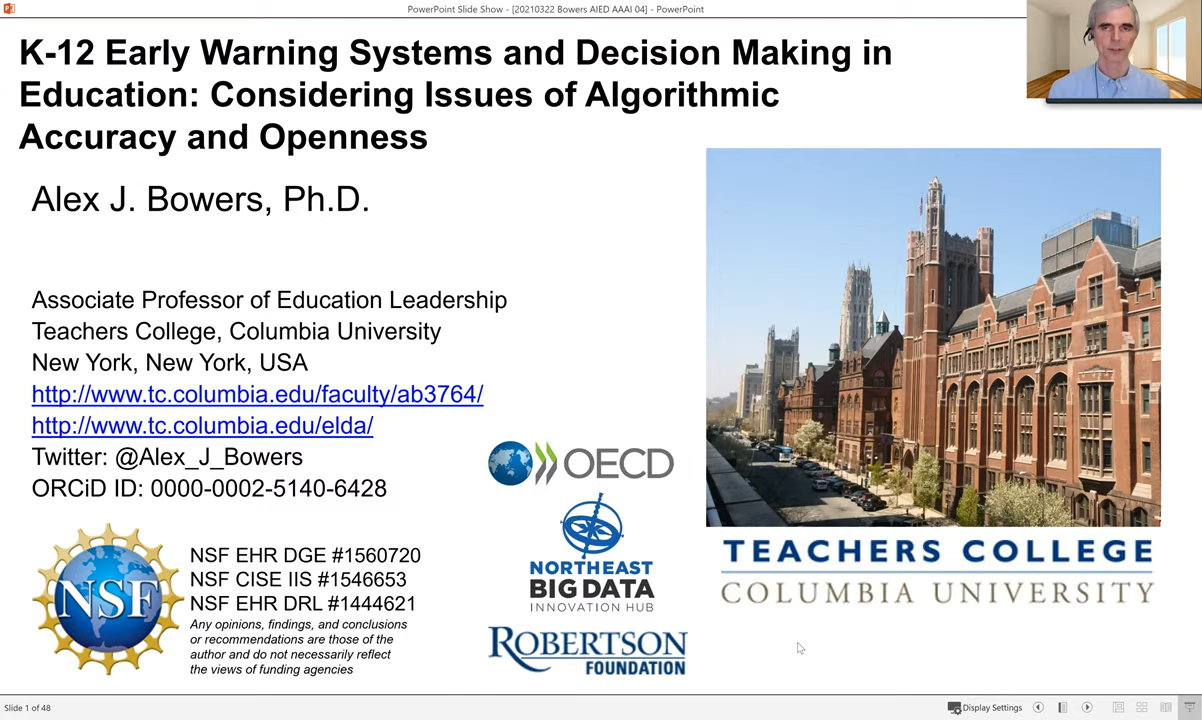 PowerPoint Slide Show - [20210322 Bowers AIED AAAI 04] - PowerPoint
K-12 Early Warning Systems and Decision Making in
Education: Considering Issues of Algorithmic
Accuracy and Openness
Alex J. Bowers, Ph.D.
Associate Professor of Education Leadership
Teachers College, Columbia University
New York, New York, USA
http://www.tc.columbia.edu/faculty/ab3764/
http://www.tc.columbia.edu/elda/
Twitter: @Alex_J_Bowers
ORCiD ID: 0000-0002-5140-6428
NSF
NSF EHR DGE #1560720
NSF CISE IIS #1546653
NSF EHR DRL #1444621
Any opinions, findings, and conclusions
or recommendations are those of the
author and do not necessarily reflect
the views of funding agencies
OECD
NORTHEAST
BIG DATA
INNOVATION HUB
ROBERTSON
FOUNDATION
TEACHERS COLLEGE
COLUMBIA UNIVERSITY
Slide 1 of 48
Display Settings